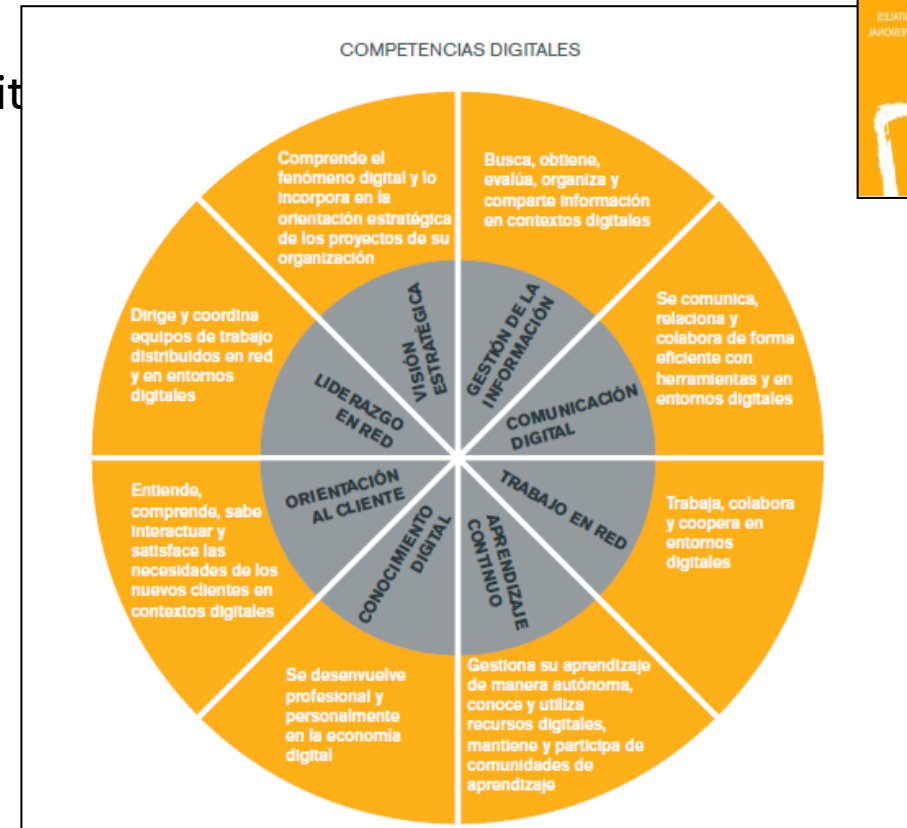 COMPETENCIAS DIGITALES
it
Comprende el
fenómeno digital y lo
incorpora en la
orientación estratégica
de los proyectos de su
organización
Busca, obtiene,
evalúa, organiza y
comparte información
en contextos digitales
Se comunica,
relaciona y
colabora de forma
eficiente con
herramientas y en
entornos digitales
Trabaja, colabora
y coopera en
entornos
digitales
Gestiona su aprendizaje
de manera autónoma,
conoce y utiliza
recursos digitales,
mantiene y participa de
comunidades de
aprendizaje
Se desenvuelve
profesional y
personalmente
en la economía
digital
Entiende,
comprende, sabe
interactuar y
satisface las
necesidades de los
nuevos clientes en
contextos digitales
Dirige y coordina
equipos de trabajo
distribuidos en red
y en entornos
digitales
VISIÓN
ESTRATÉGICA
GESTIÓN DE LA
INFORMACIÓN
COMUNICACIÓN
DIGITAL
TRABAJO EN RED
APRENDIZAJE
CONTINUO
CONOCIMIENTO
DIGITAL
ORIENTACIÓN
AL CLIENTE
LIDERAZGO
EN RED